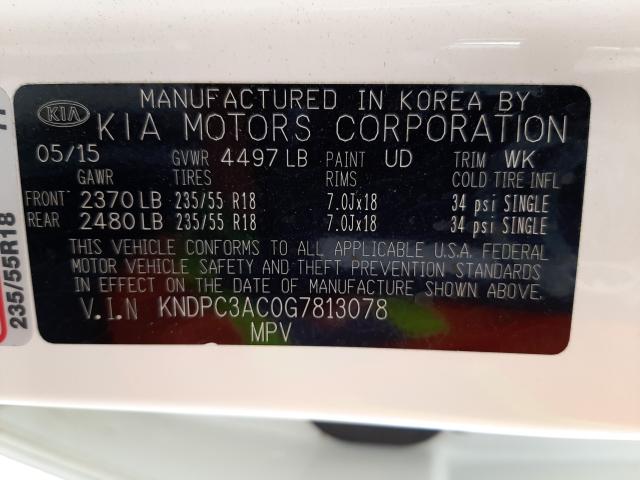 KIA
MANUFACTURED IN KOREA BY
KIA MOTORS CORPORATION
05/15 GVWR 4497 LB PAINT UD TRIM WK
GAWR TIRES RIMS COLD TIRE INFL
FRONT 2370 LB 235/55 R18 7.0Jx18 34 psi SINGLE
REAR 2480 LB 235/55 R18 7.0Jx18 34 psi SINGLE
THIS VEHICLE CONFORMS TO ALL APPLICABLE U.S.A. FEDERAL
MOTOR VEHICLE SAFETY AND THEFT PREVENTION STANDARDS
IN EFFECT ON THE DATE OF MANUFACTURE SHOWN ABOVE.
V.I.N KNDPC3AC0G7813078
MPV
235/55R18